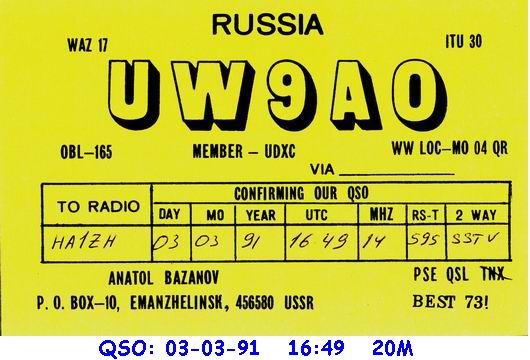 RUSSIA
WAZ 17
ITU 30
UW9AO
OBL-165 MEMBER - UDXC WW LOC-MO 04 QR
VIA
TO RADIO
CONFIRMING OUR QSO
DAY MO YEAR UTC MHZ RS-T 2 WAY
HA1ZH 03 03 91 16 49 14 595 SSTV
ANATOL BAZANOV PSE QSL TNX
P. O. BOX-10, EMANZHELINSK, 456580 USSR BEST 73!
QSO: 03-03-91 16:49 20M